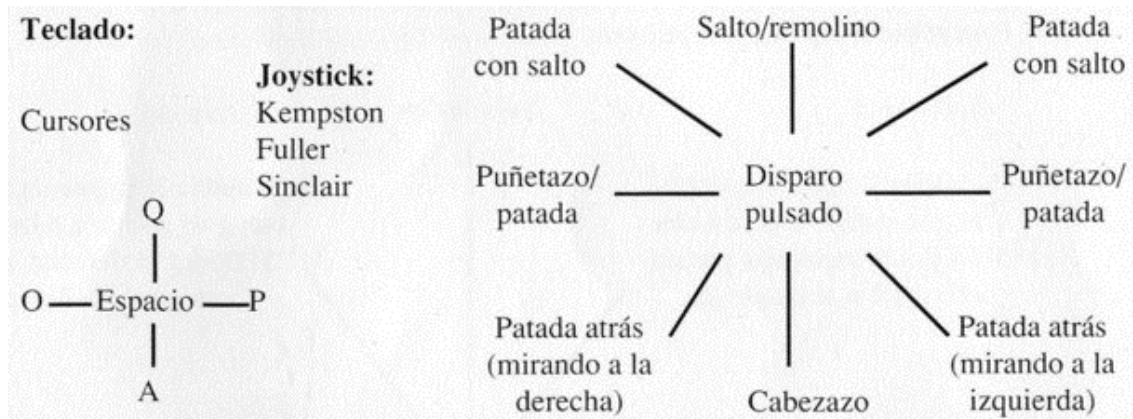 Teclado:
Cursores
Q
O Espacio P
A
Joystick:
Kempston
Fuller
Sinclair
Patada
con salto
Salto/remolino
Patada
con salto
Puñetazo/
patada
Disparo
pulsado
Puñetazo/
patada
Patada atrás
(mirando a la
derecha)
Cabezazo
Patada atrás
(mirando a la
izquierda)